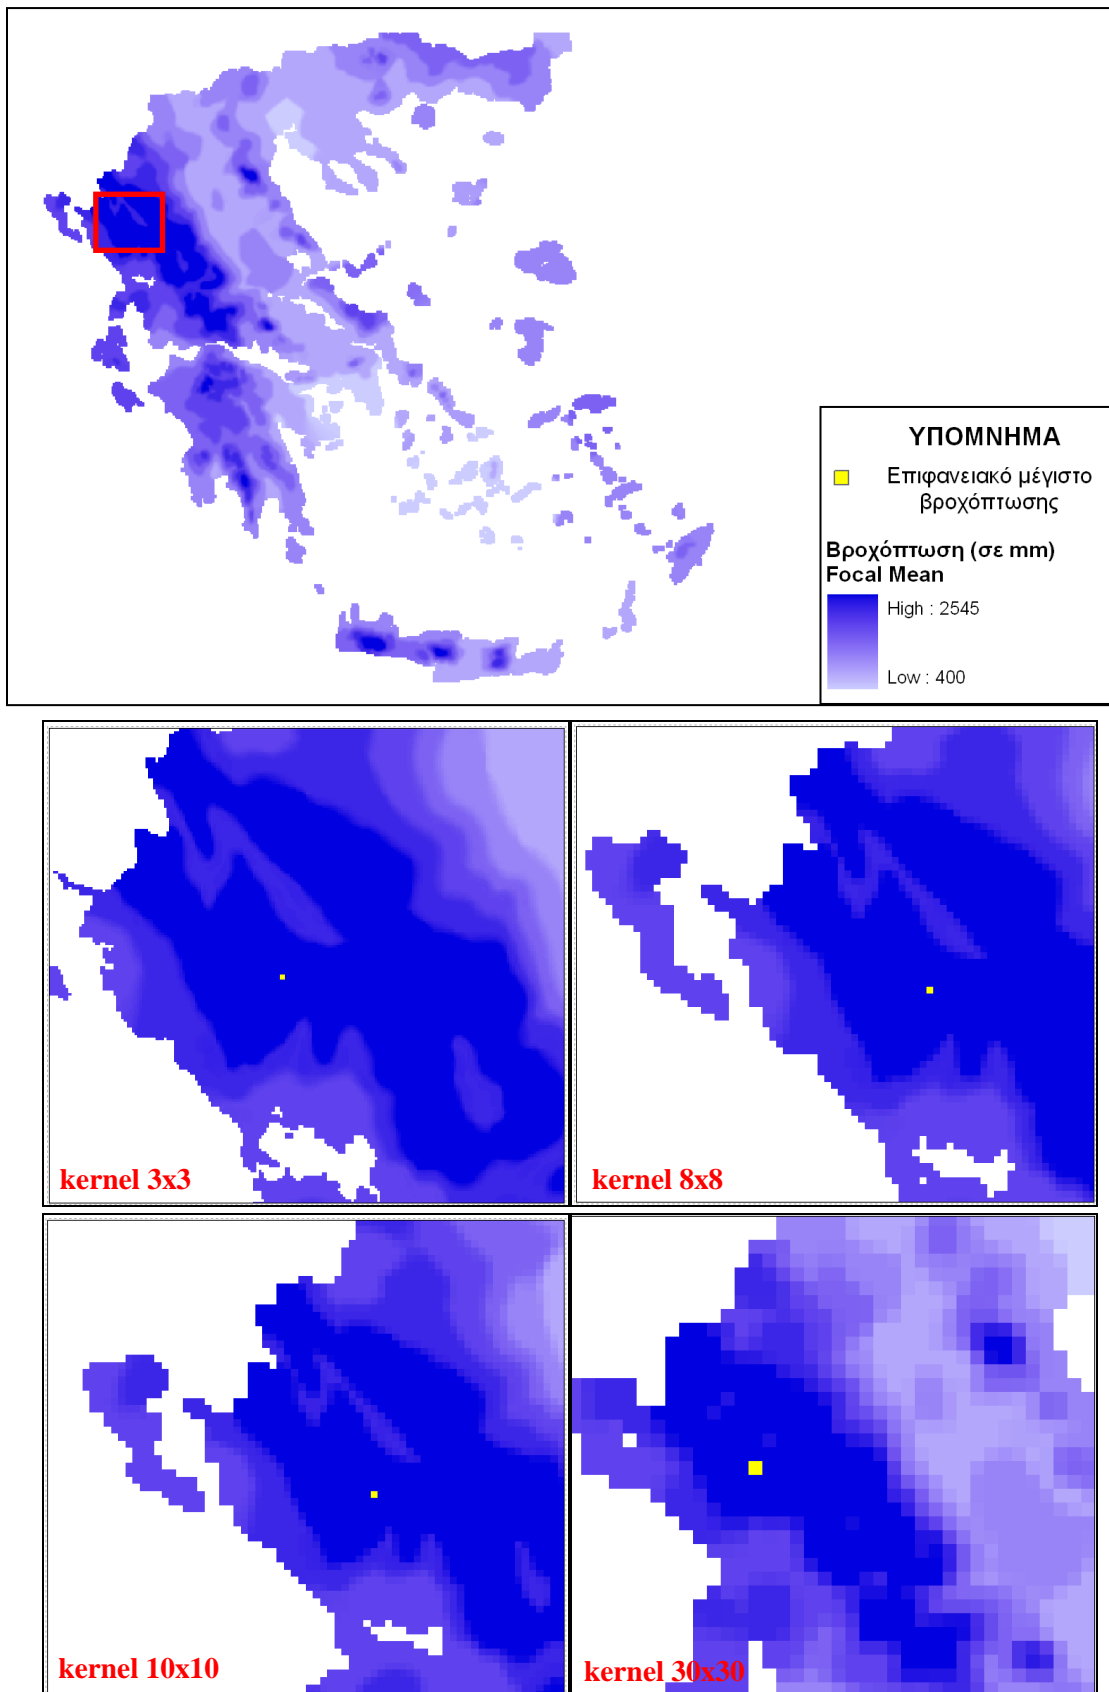 ΥΠΟΜΝΗΜΑ
Επιφανειακό μέγιστο
βροχόπτωσης
Βροχόπτωση (σε mm)
Focal Mean
High : 2545
Low : 400
kernel 3x3
kernel 8x8
kernel 10x10
kernel 30x30